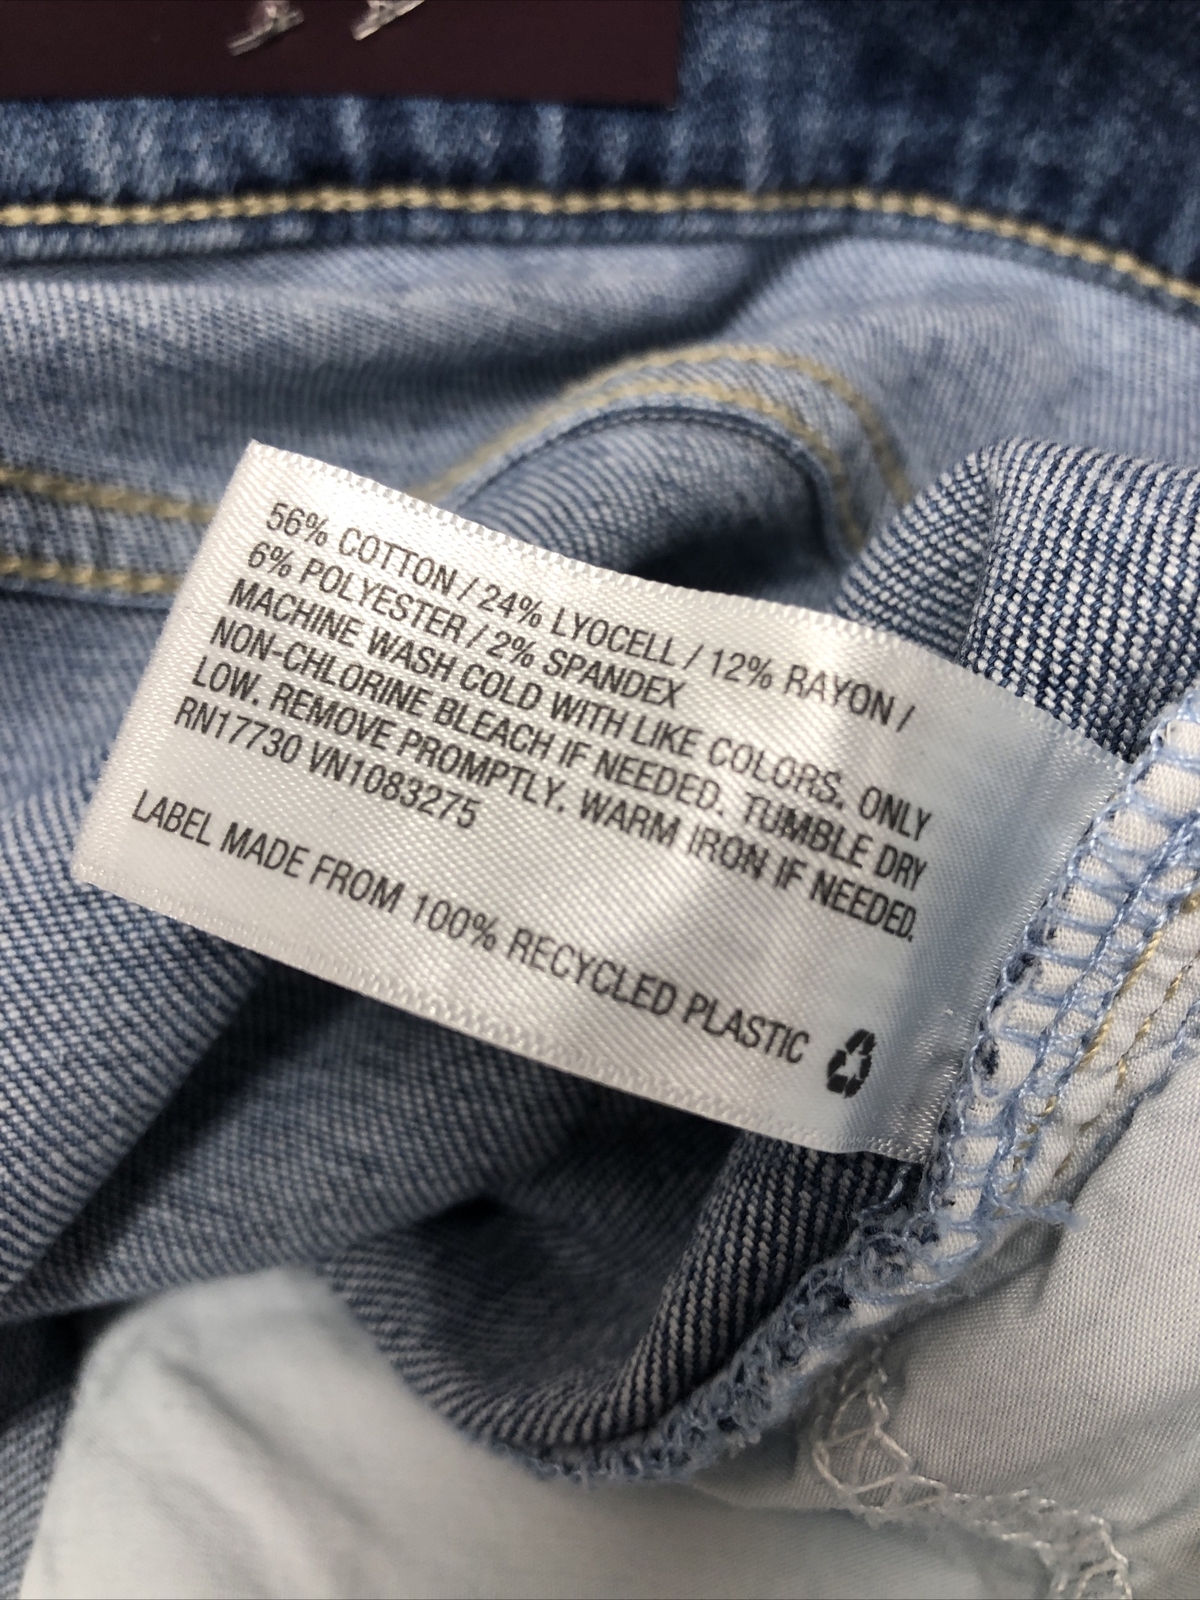 56% COTTON / 24% LYOCELL / 12% RAYON /
6% POLYESTER / 2% SPANDEX
MACHINE WASH COLD WITH LIKE COLORS. ONLY
NON-CHLORINE BLEACH IF NEEDED. TUMBLE DRY
LOW. REMOVE PROMPTLY. WARM IRON IF NEEDED.
RN17730 VN1083275
LABEL MADE FROM 100% RECYCLED PLASTIC